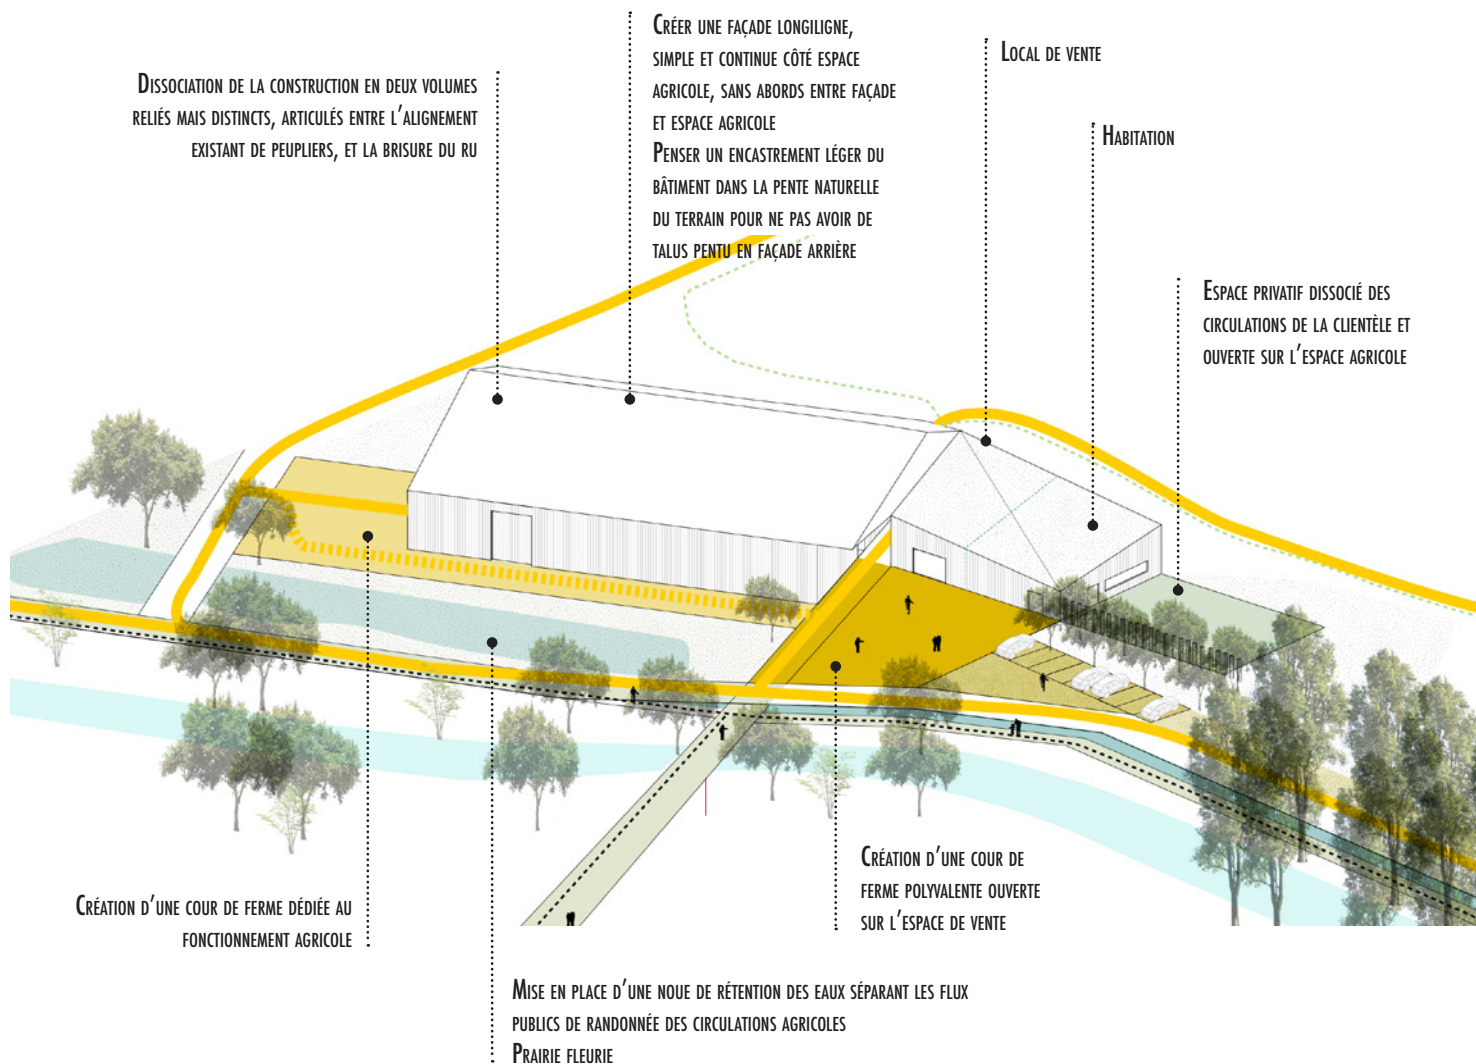 Créer une façade longiligne,
simple et continue côté espace
agricole, sans abords entre façade
et espace agricole
Penser un encastrement léger du
bâtiment dans la pente naturelle
du terrain pour ne pas avoir de
talus pentu en façade arrière
Local de vente
Dissociation de la construction en deux volumes
reliés mais distincts, articulés entre l'alignement
existant de peupliers, et la brisure du ru
Habitation
Espace privatif dissocié des
circulations de la clientèle et
ouverte sur l'espace agricole
Création d'une cour de
ferme polyvalente ouverte
sur l'espace de vente
Création d'une cour de ferme dédiée au
fonctionnement agricole
Mise en place d'une noue de rétention des eaux séparant les flux
publics de randonnée des circulations agricoles
Prairie fleurie